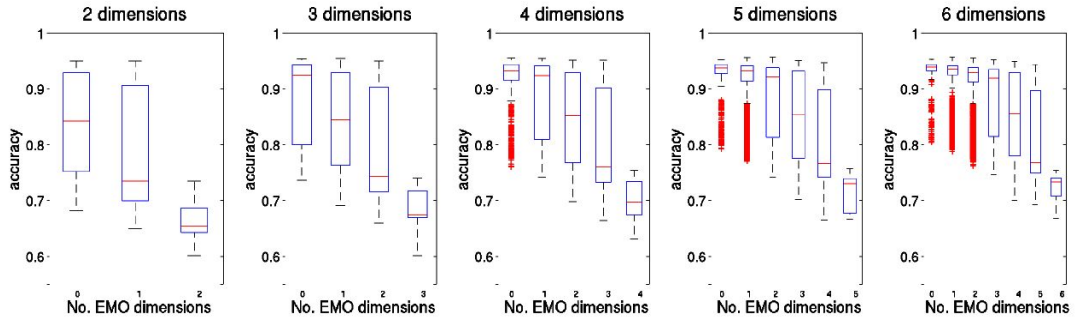 2 dimensions
1
0.9
0.8
0.7
0.6
accuracy
0 1 2
No. EMO dimensions
3 dimensions
1
0.9
0.8
0.7
0.6
accuracy
0 1 2 3
No. EMO dimensions
4 dimensions
1
0.9
0.8
0.7
0.6
accuracy
0 1 2 3 4
No. EMO dimensions
5 dimensions
1
0.9
0.8
0.7
0.6
accuracy
0 1 2 3 4 5
No. EMO dimensions
6 dimensions
1
0.9
0.8
0.7
0.6
accuracy
0 1 2 3 4 5 6
No. EMO dimensions